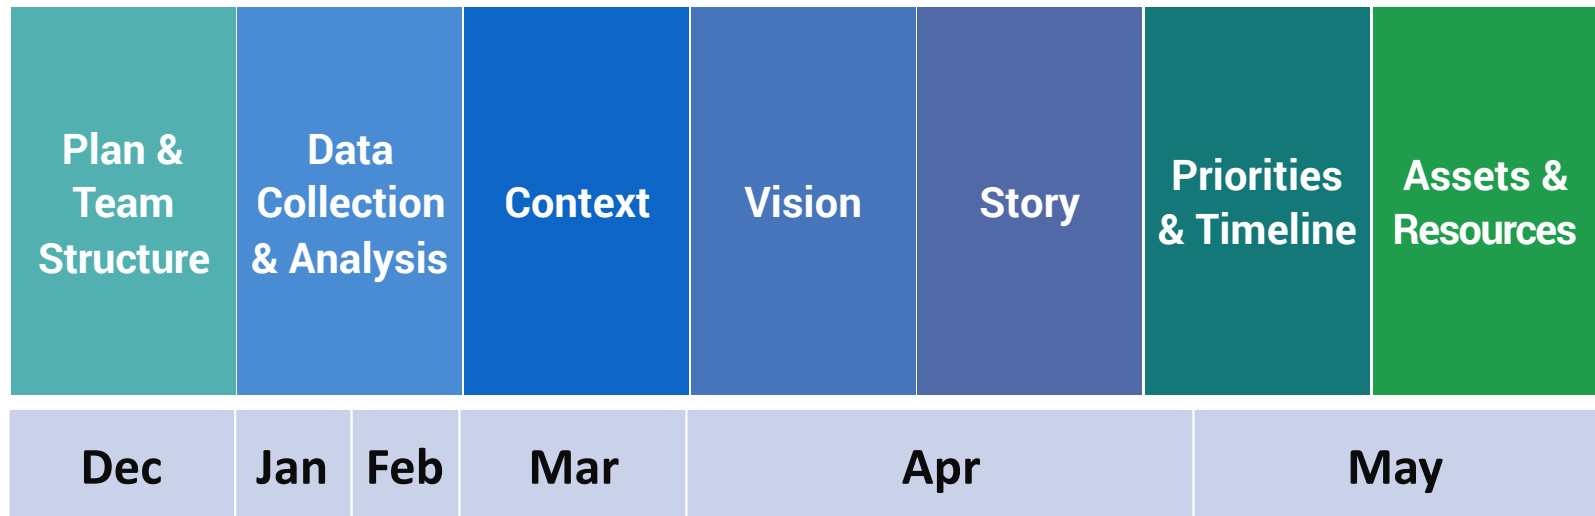 Plan &
Team
Structure
Data
Collection
& Analysis
Context
Vision
Story
Priorities
& Timeline
Assets &
Resources
Dec
Jan
Feb
Mar
Apr
May